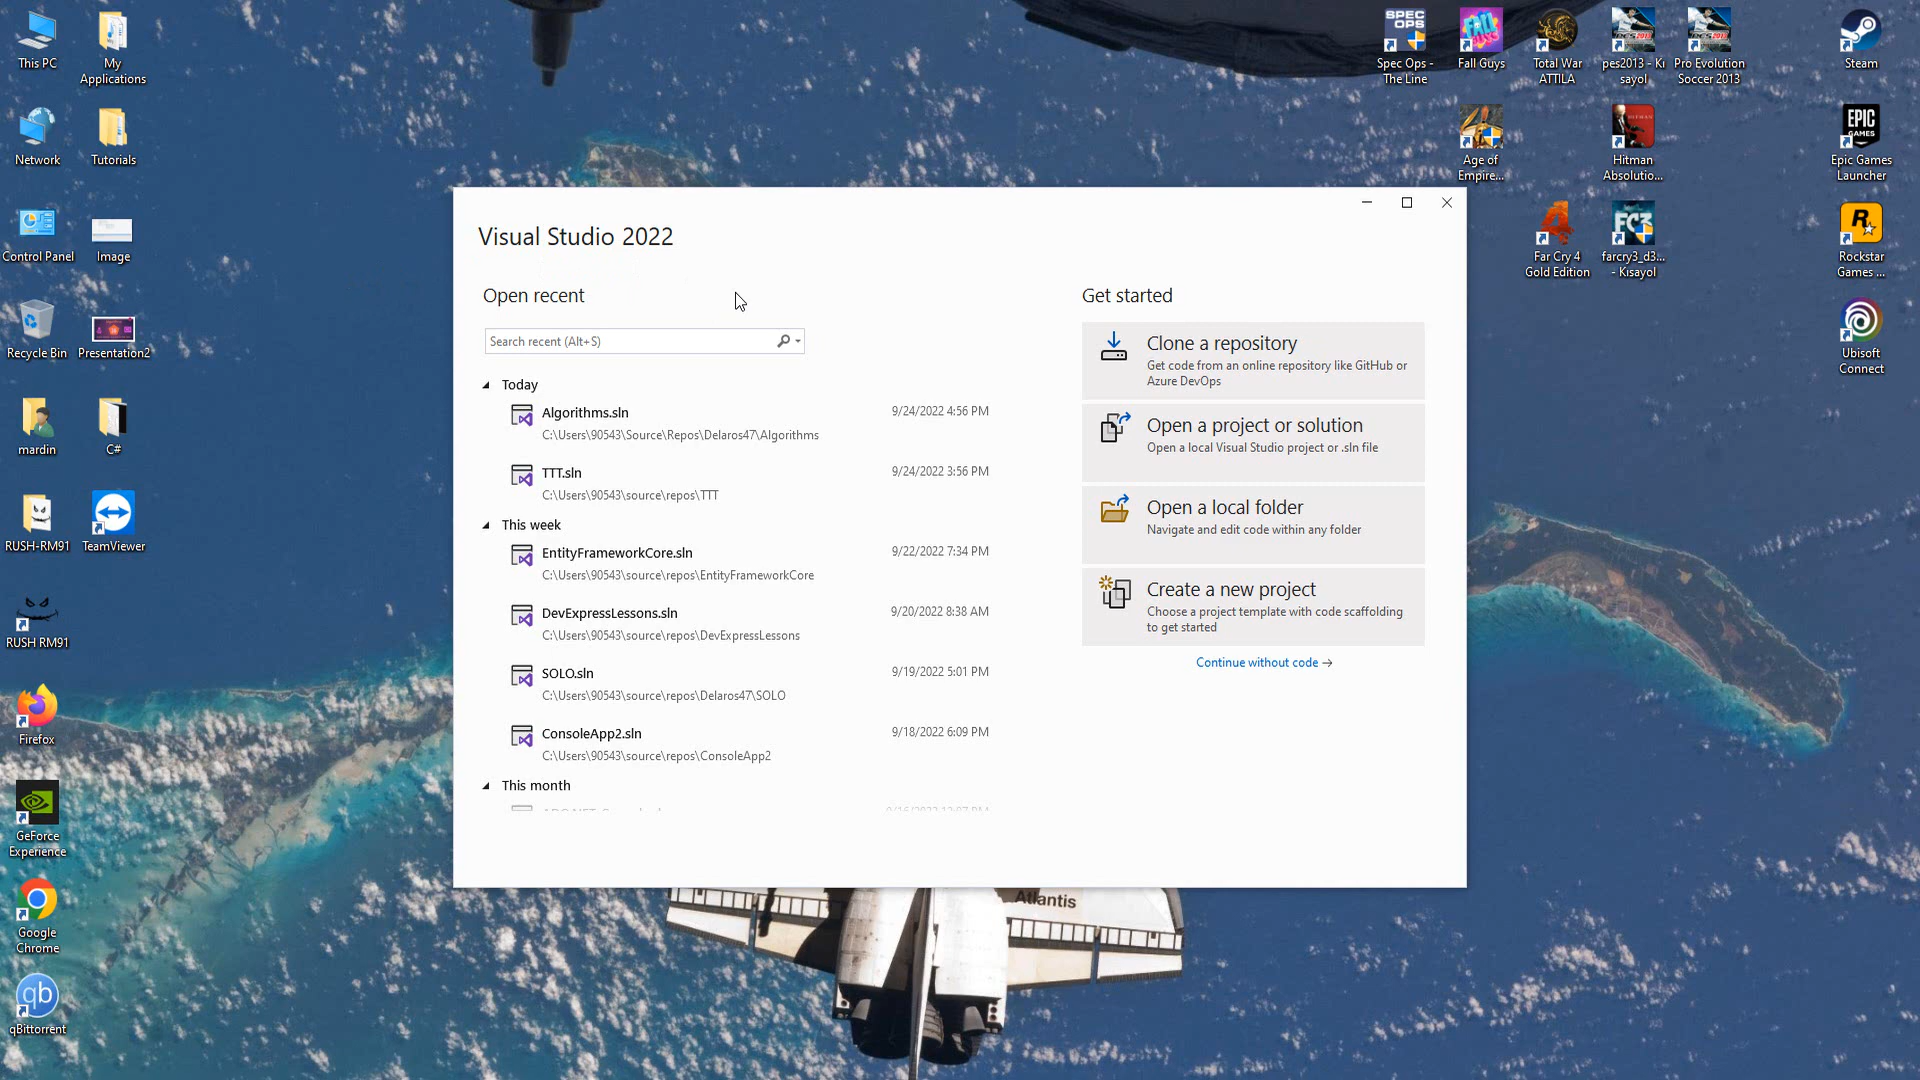 This PC
My
Applications
Network
Tutorials
Control Panel
Image
Recycle Bin
Presentation2
mardin
C#
RUSH-RM91
TeamViewer
RUSH RM91
Firefox
GeForce
Experience
Google
Chrome
qBittorrent
Visual Studio 2022
Open recent
Search recent (Alt+S)
Today
Algorithms.sln
9/24/2022 4:56 PM
C:\Users\90543\Source\Repos\Delaros47\Algorithms
TTT.sln
9/24/2022 3:56 PM
C:\Users\90543\source\repos\TTT
This week
EntityFrameworkCore.sln
9/22/2022 7:34 PM
C:\Users\90543\source\repos\EntityFrameworkCore
DevExpressLessons.sln
9/20/2022 8:38 AM
C:\Users\90543\source\repos\DevExpressLessons
SOLO.sln
9/19/2022 5:01 PM
C:\Users\90543\source\repos\Delaros47\SOLO
ConsoleApp2.sln
9/18/2022 6:09 PM
C:\Users\90543\source\repos\ConsoleApp2
This month
Get started
Clone a repository
Get code from an online repository like GitHub or
Azure DevOps
Open a project or solution
Open a local Visual Studio project or .sln file
Open a local folder
Navigate and edit code within any folder
Create a new project
Choose a project template with code scaffolding
to get started
Continue without code →
Atlantis
SPEC
OPS
Spec Ops -
The Line
FALL
Fall Guys
Total War
ATTILA
pes2013 - Kı
sayol
Pro Evolution
Soccer 2013
Steam
Age of
Empire...
Hitman
Absolutio...
EPIC
GAMES
Epic Games
Launcher
Far Cry 4
Gold Edition
FC3
farcry3_d3...
- Kısayol
R
Rockstar
Games ...
Ubisoft
Connect
qb